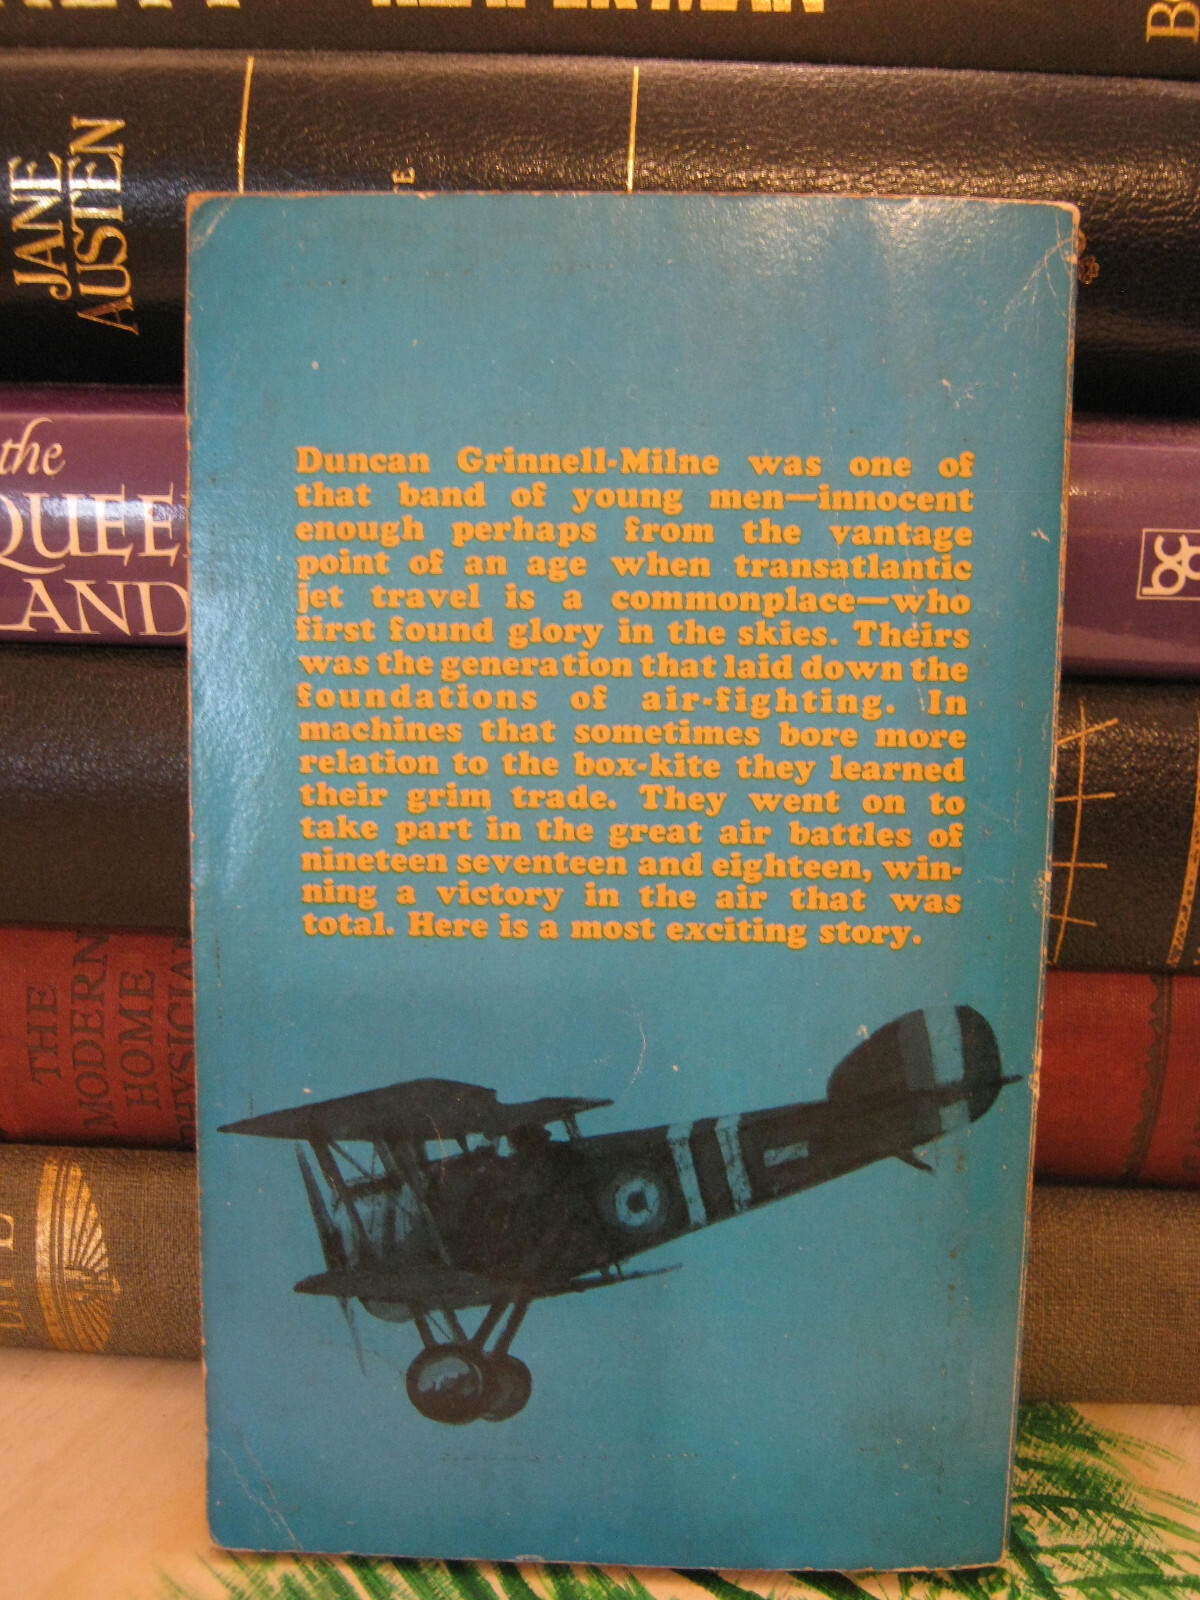 REAPER MAN
JANE
AUSTEN
the
QUEE
LAND
Duncan Grinnell-Milne was one of
that band of young men—innocent
enough perhaps from the vantage
point of an age when transatlantic
jet travel is a commonplace—who
first found glory in the skies. Theirs
was the generation that laid down the
foundations of air-fighting. In
machines that sometimes bore more
relation to the box-kite they learned
their grim trade. They went on to
take part in the great air battles of
nineteen seventeen and eighteen, win-
ning a victory in the air that was
total. Here is a most exciting story.
THE
MODERN
HOME
PHYSICIAN